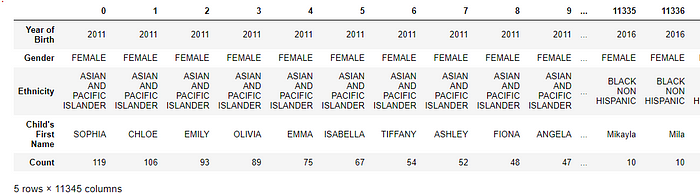 0 1 2 3 4 5 6 7 8 9 ... 11335 11336
Year of Birth 2011 2011 2011 2011 2011 2011 2011 2011 2011 2011 ... 2016 2016
Gender FEMALE FEMALE FEMALE FEMALE FEMALE FEMALE FEMALE FEMALE FEMALE FEMALE ... FEMALE FEMALE
Ethnicity ASIAN AND PACIFIC ISLANDER ASIAN AND PACIFIC ISLANDER ASIAN AND PACIFIC ISLANDER ASIAN AND PACIFIC ISLANDER ASIAN AND PACIFIC ISLANDER ASIAN AND PACIFIC ISLANDER ASIAN AND PACIFIC ISLANDER ASIAN AND PACIFIC ISLANDER ASIAN AND PACIFIC ISLANDER ASIAN AND PACIFIC ISLANDER ... BLACK NON HISPANIC BLACK NON HISPANIC
Child's First Name SOPHIA CHLOE EMILY OLIVIA EMMA ISABELLA TIFFANY ASHLEY FIONA ANGELA ... Mikayla Mila
Count 119 106 93 89 75 67 54 52 48 47 ... 10 10
5 rows × 11345 columns